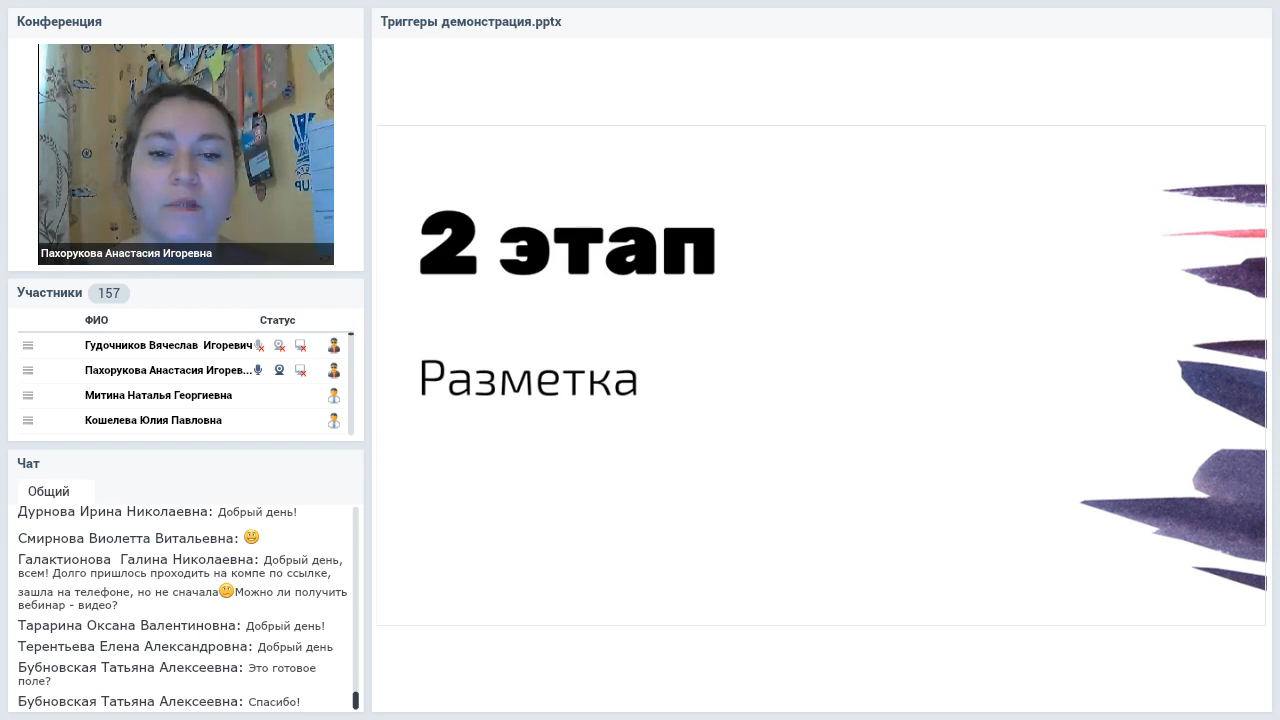 Конференция
Пахорукова Анастасия Игоревна
Участники 157
ФИО Статус
Гудочников Вячеслав  Игоревич
Пахорукова Анастасия Игорев...
Митина Наталья Георгиевна
Кошелева Юлия Павловна
Чат
Общий
Дурнова Ирина Николаевна: Добрый день!
Смирнова Виолетта Витальевна:
Галактионова  Галина Николаевна: Добрый день,
всем! Долго пришлось проходить на компе по ссылке,
зашла на телефоне, но не сначала Можно ли получить
вебинар - видео?
Тарарина Оксана Валентиновна: Добрый день!
Терентьева Елена Александровна: Добрый день
Бубновская Татьяна Алексеевна: Это готовое
поле?
Бубновская Татьяна Алексеевна: Спасибо!
Триггеры демонстрация.pptx
2 этап
Разметка